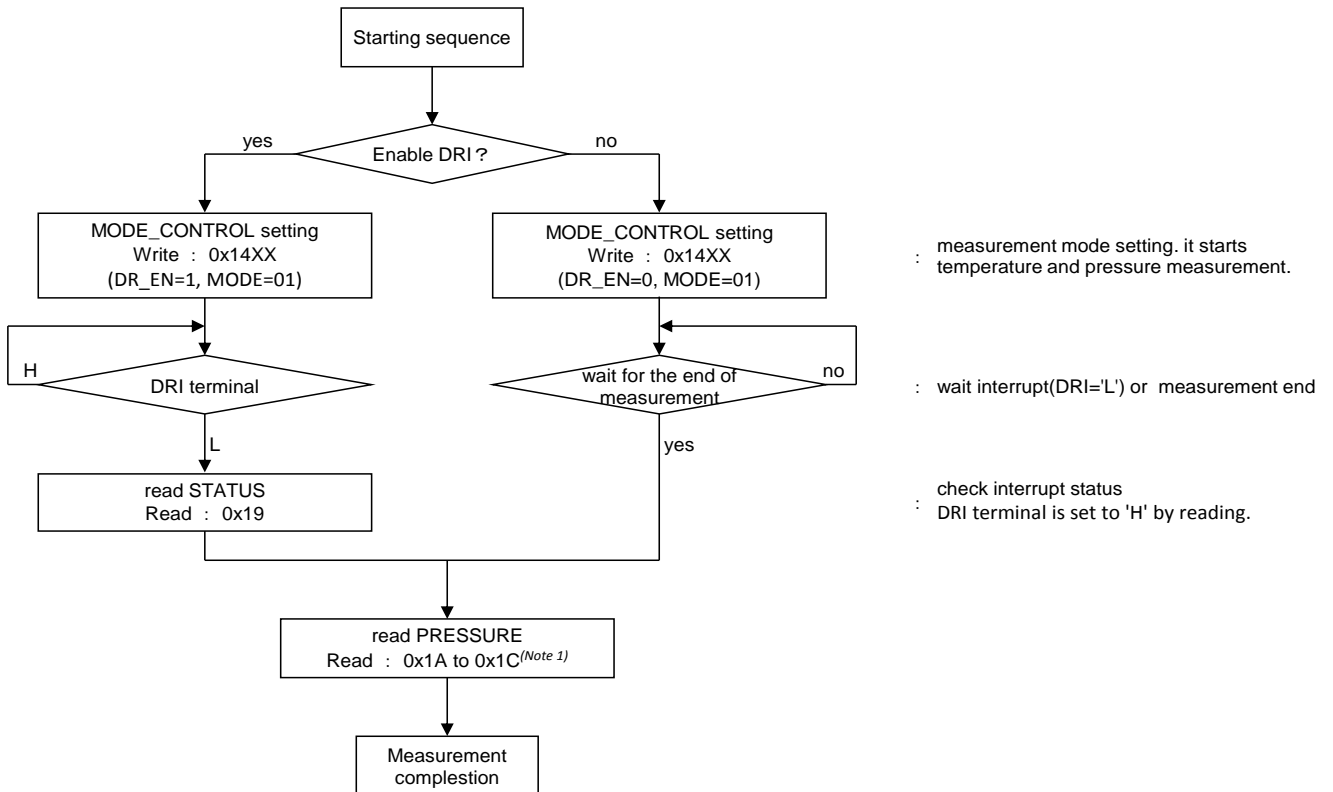 Starting sequence
yes
Enable DRI？
no
MODE_CONTROL setting
Write ： 0x14XX
(DR_EN=1, MODE=01)
MODE_CONTROL setting
Write ： 0x14XX
(DR_EN=0, MODE=01)
： measurement mode setting. it starts
temperature and pressure measurement.
H
DRI terminal
L
wait for the end of
measurement
no
yes
： wait interrupt(DRI='L') or measurement end
read STATUS
Read ： 0x19
： check interrupt status
DRI terminal is set to 'H' by reading.
read PRESSURE
Read ： 0x1A to 0x1C(Note 1)
Measurement
complestion